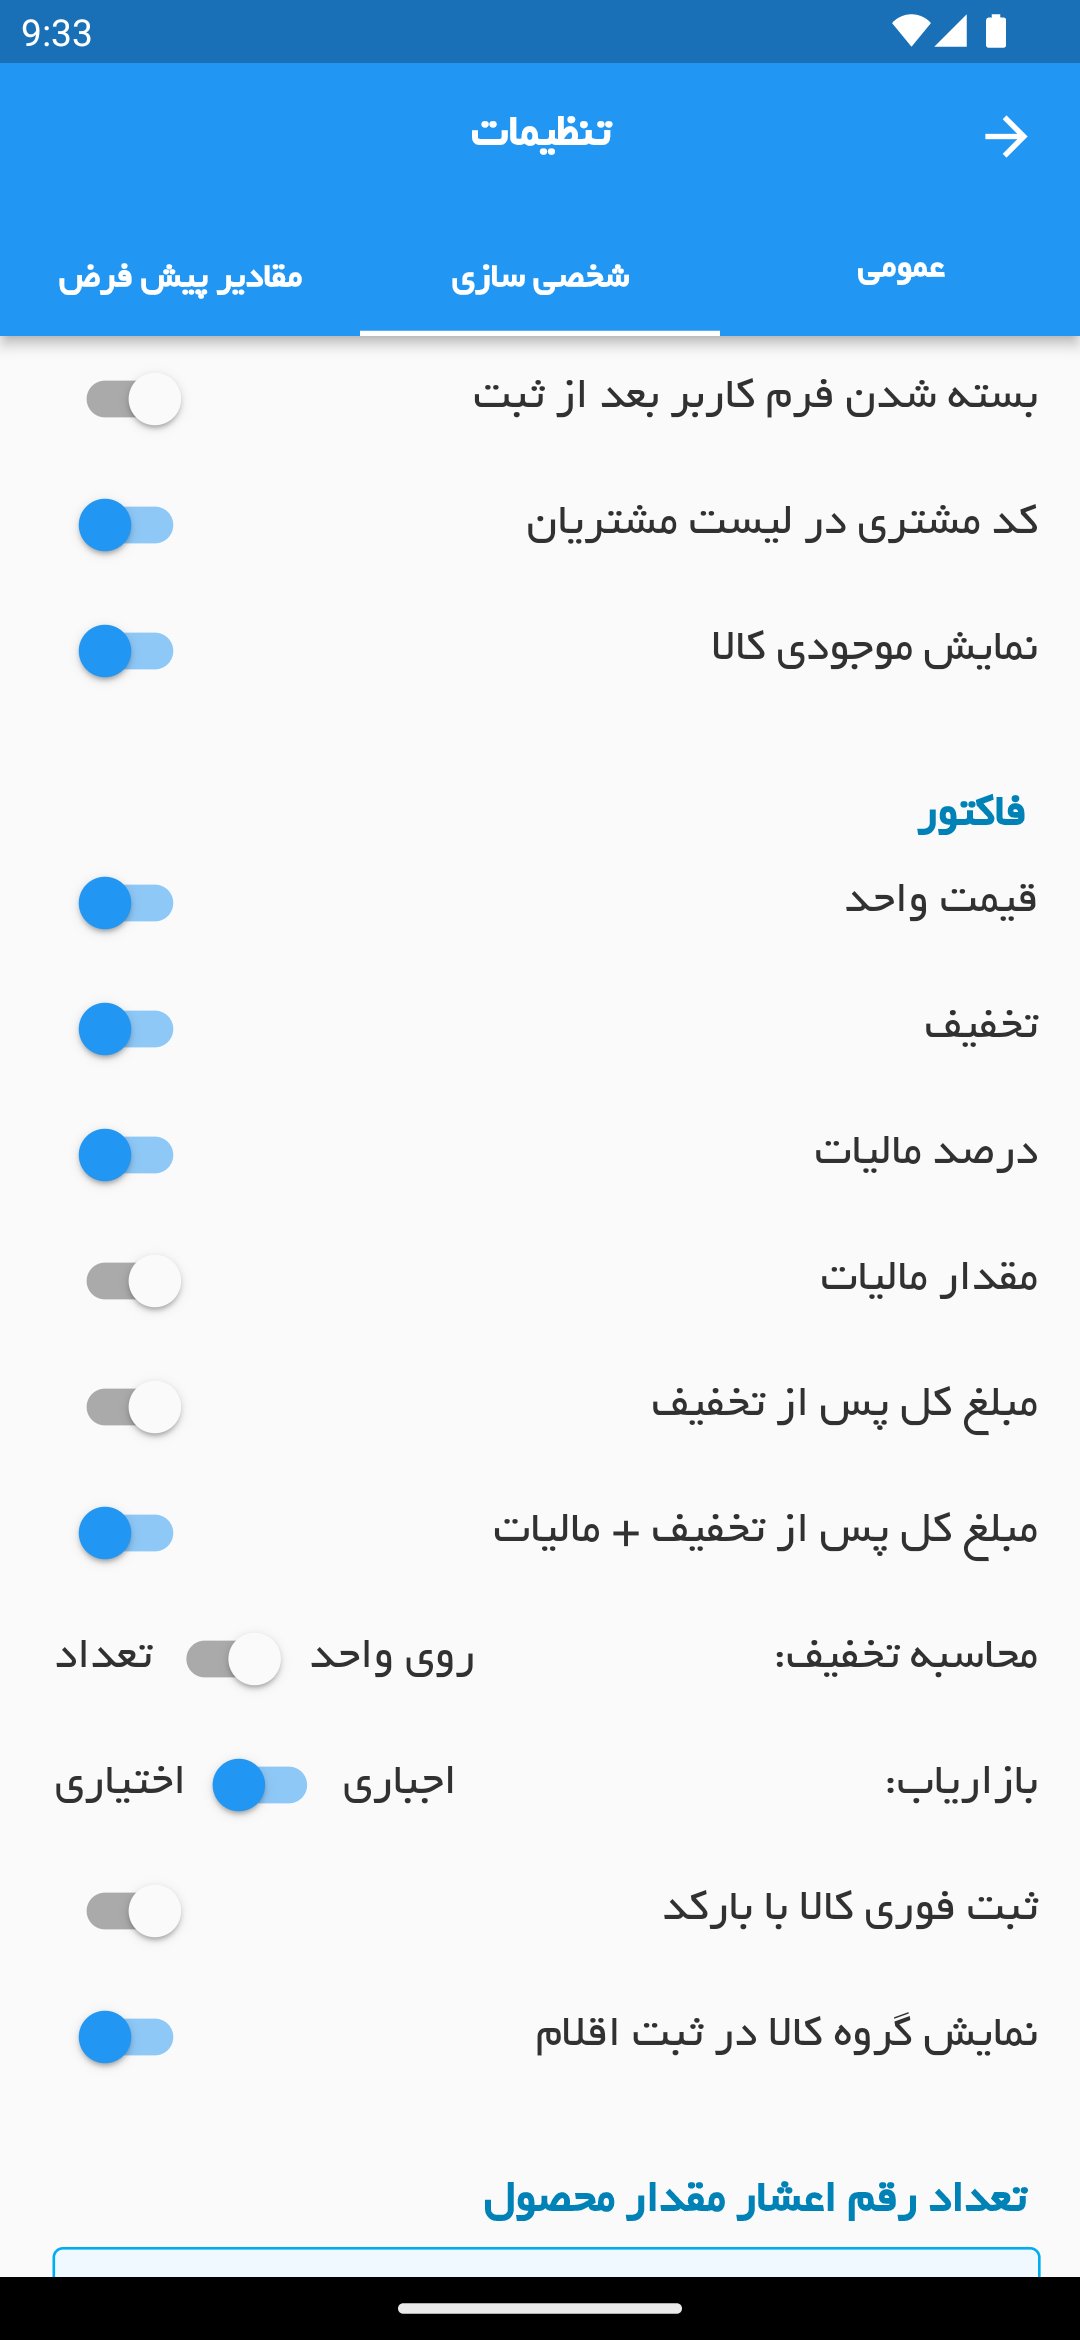 9:33
تنظیمات
عمومی
شخصی سازی
مقادیر پیش فرض
بسته شدن فرم کاربر بعد از ثبت
کد مشتری در لیست مشتریان
نمایش موجودی کالا
فاکتور
قیمت واحد
تخفیف
درصد مالیات
مقدار مالیات
مبلغ کل پس از تخفیف
مبلغ کل پس از تخفیف + مالیات
محاسبه تخفیف: روی واحد تعداد
بازاریاب: اجباری اختیاری
ثبت فوری کالا با بارکد
نمایش گروه کالا در ثبت اقلام
تعداد رقم اعشار مقدار محصول